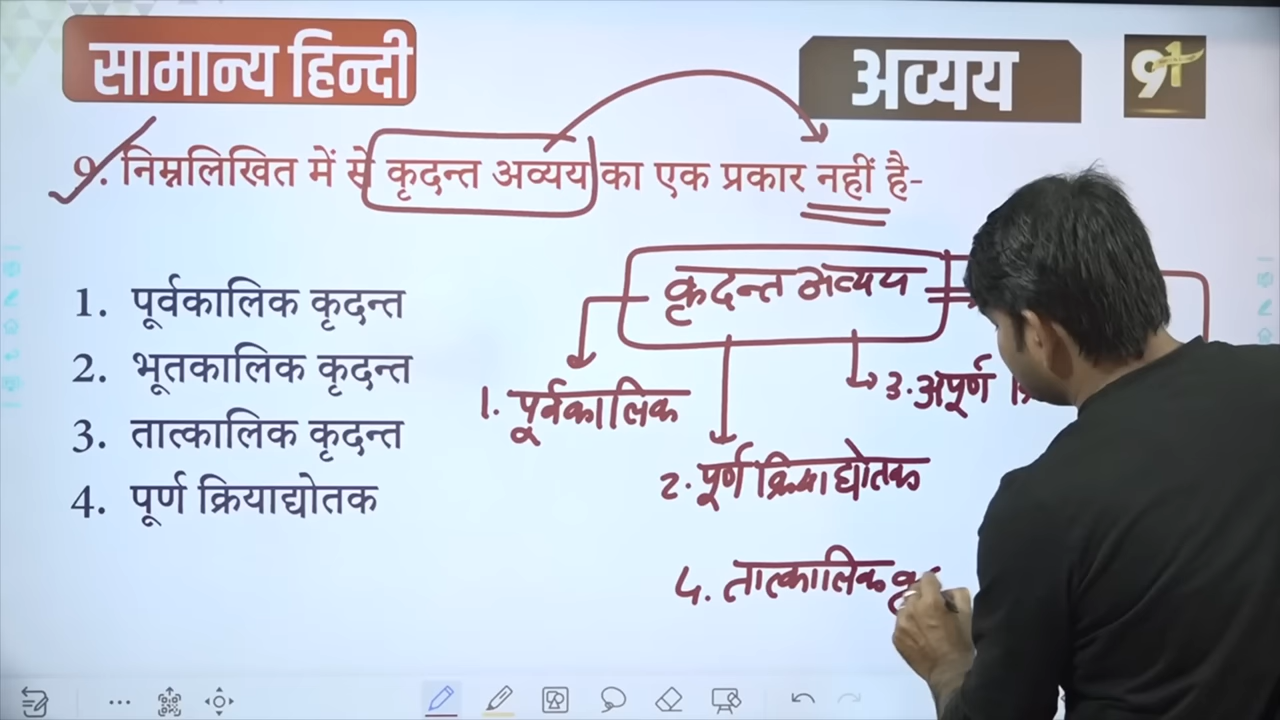 सामान्य हिन्दी
अव्यय
91
9. निम्नलिखित में से कृदन्त अव्यय का एक प्रकार नहीं है-
1. पूर्वकालिक कृदन्त
2. भूतकालिक कृदन्त
3. तात्कालिक कृदन्त
4. पूर्ण क्रियाद्योतक
कृदन्त अव्यय
1. पूर्वकालिक
3. अपूर्ण
2. पूर्ण क्रियाद्योतक
4. तात्कालिक